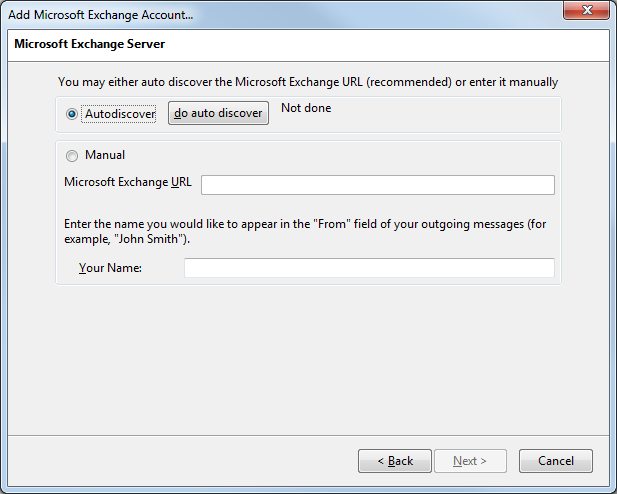 Add Microsoft Exchange Account...
Microsoft Exchange Server
You may either auto discover the Microsoft Exchange URL (recommended) or enter it manually
Autodiscover do auto discover Not done
Manual
Microsoft Exchange URL
Enter the name you would like to appear in the "From" field of your outgoing messages (for
example, "John Smith").
Your Name:
< Back Next > Cancel